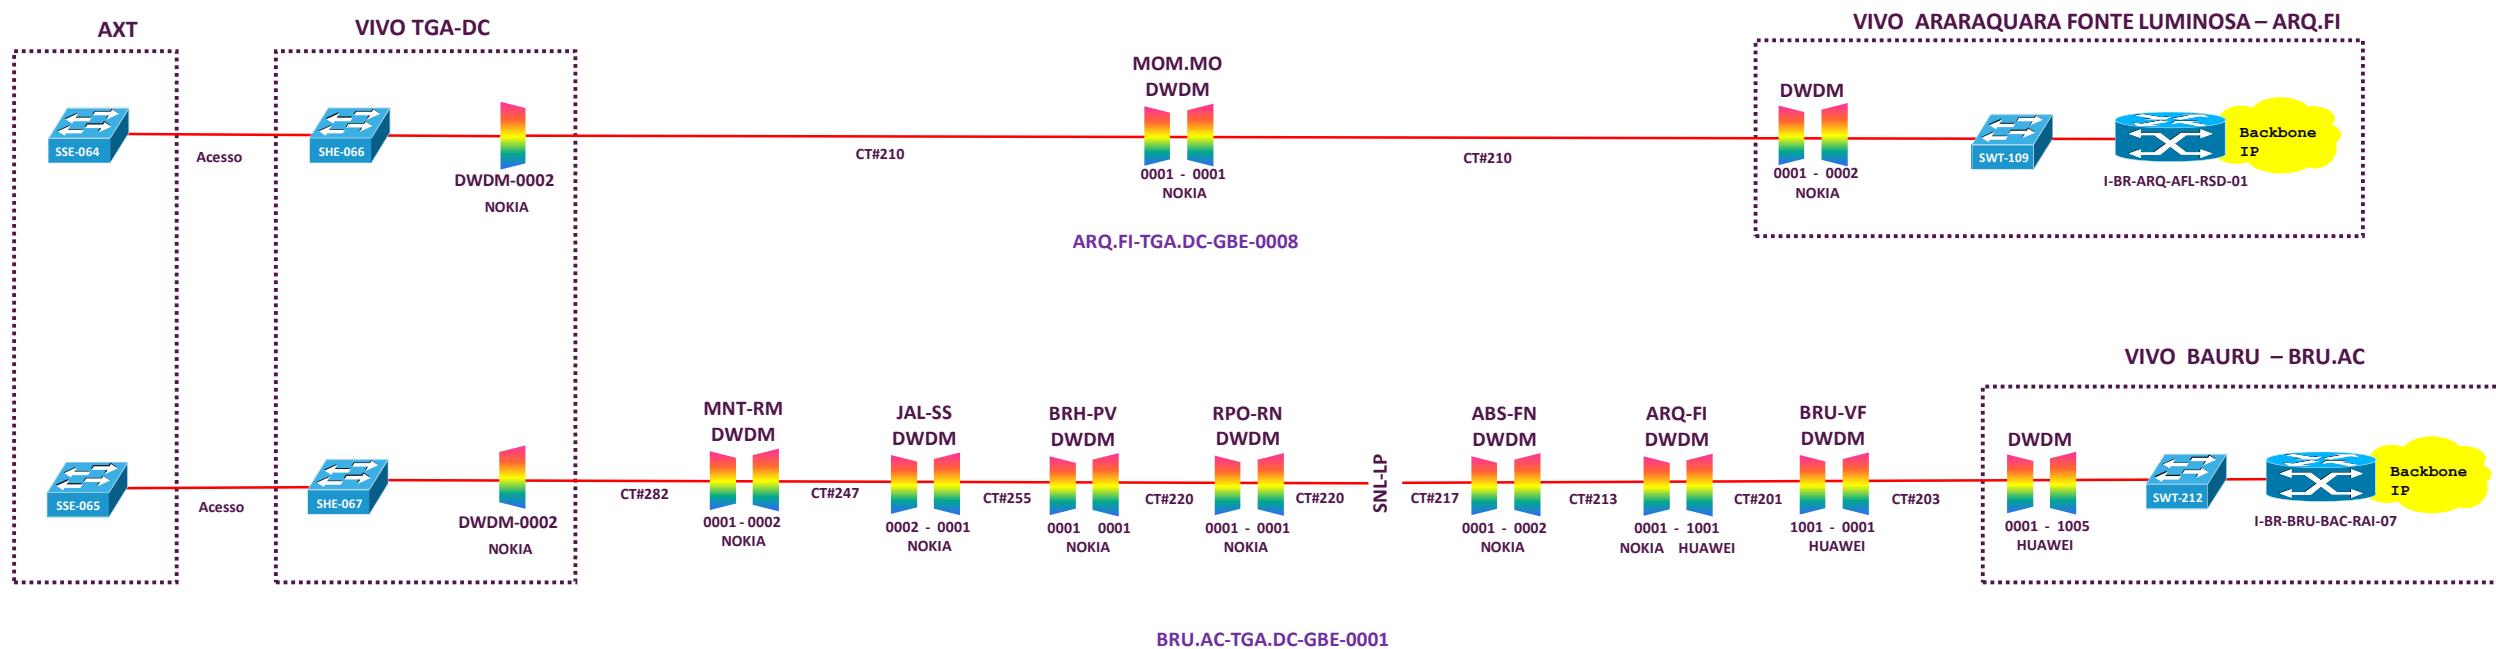 AXT
VIVO TGA-DC
VIVO  ARARAQUARA FONTE LUMINOSA – ARQ.FI
MOM.MO
DWDM
DWDM
SSE-064
Acesso
SHE-066
DWDM-0002
NOKIA
CT#210
0001 - 0001
NOKIA
CT#210
0001 - 0002
NOKIA
SWT-109
Backbone
IP
I-BR-ARQ-AFL-RSD-01
ARQ.FI-TGA.DC-GBE-0008
VIVO  BAURU  – BRU.AC
SSE-065
Acesso
SHE-067
DWDM-0002
NOKIA
CT#282
MNT-RM
DWDM
0001 - 0002
NOKIA
CT#247
JAL-SS
DWDM
0002 - 0001
NOKIA
CT#255
BRH-PV
DWDM
0001 0001
NOKIA
CT#220
RPO-RN
DWDM
0001 - 0001
NOKIA
CT#220
SNL-LP
CT#217
ABS-FN
DWDM
0001 - 0002
NOKIA
CT#213
ARQ-FI
DWDM
0001 - 1001
NOKIA HUAWEI
CT#201
BRU-VF
DWDM
1001 - 0001
HUAWEI
CT#203
DWDM
0001 - 1005
HUAWEI
SWT-212
Backbone
IP
I-BR-BRU-BAC-RAI-07
BRU.AC-TGA.DC-GBE-0001